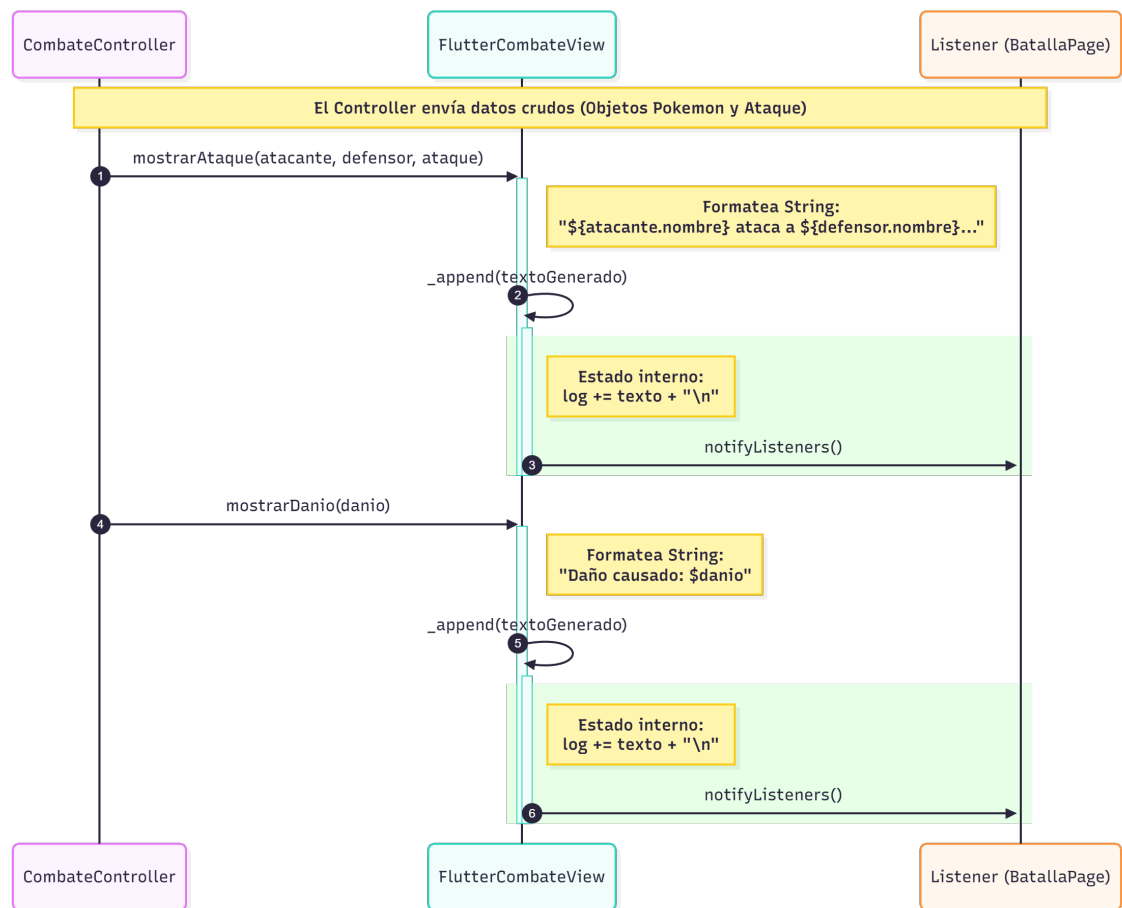 CombateController
FlutterCombateView
Listener (BatallaPage)
El Controller envía datos crudos (Objetos Pokemon y Ataque)
mostrarAtaque(atacante, defensor, ataque)
1
Formatea String:
"${atacante.nombre} ataca a ${defensor.nombre}..."
_append(textoGenerado)
2
Estado interno:
log += texto + "\n"
notifyListeners()
3
mostrarDanio(danio)
4
Formatea String:
"Daño causado: $danio"
_append(textoGenerado)
5
Estado interno:
log += texto + "\n"
notifyListeners()
6
CombateController
FlutterCombateView
Listener (BatallaPage)